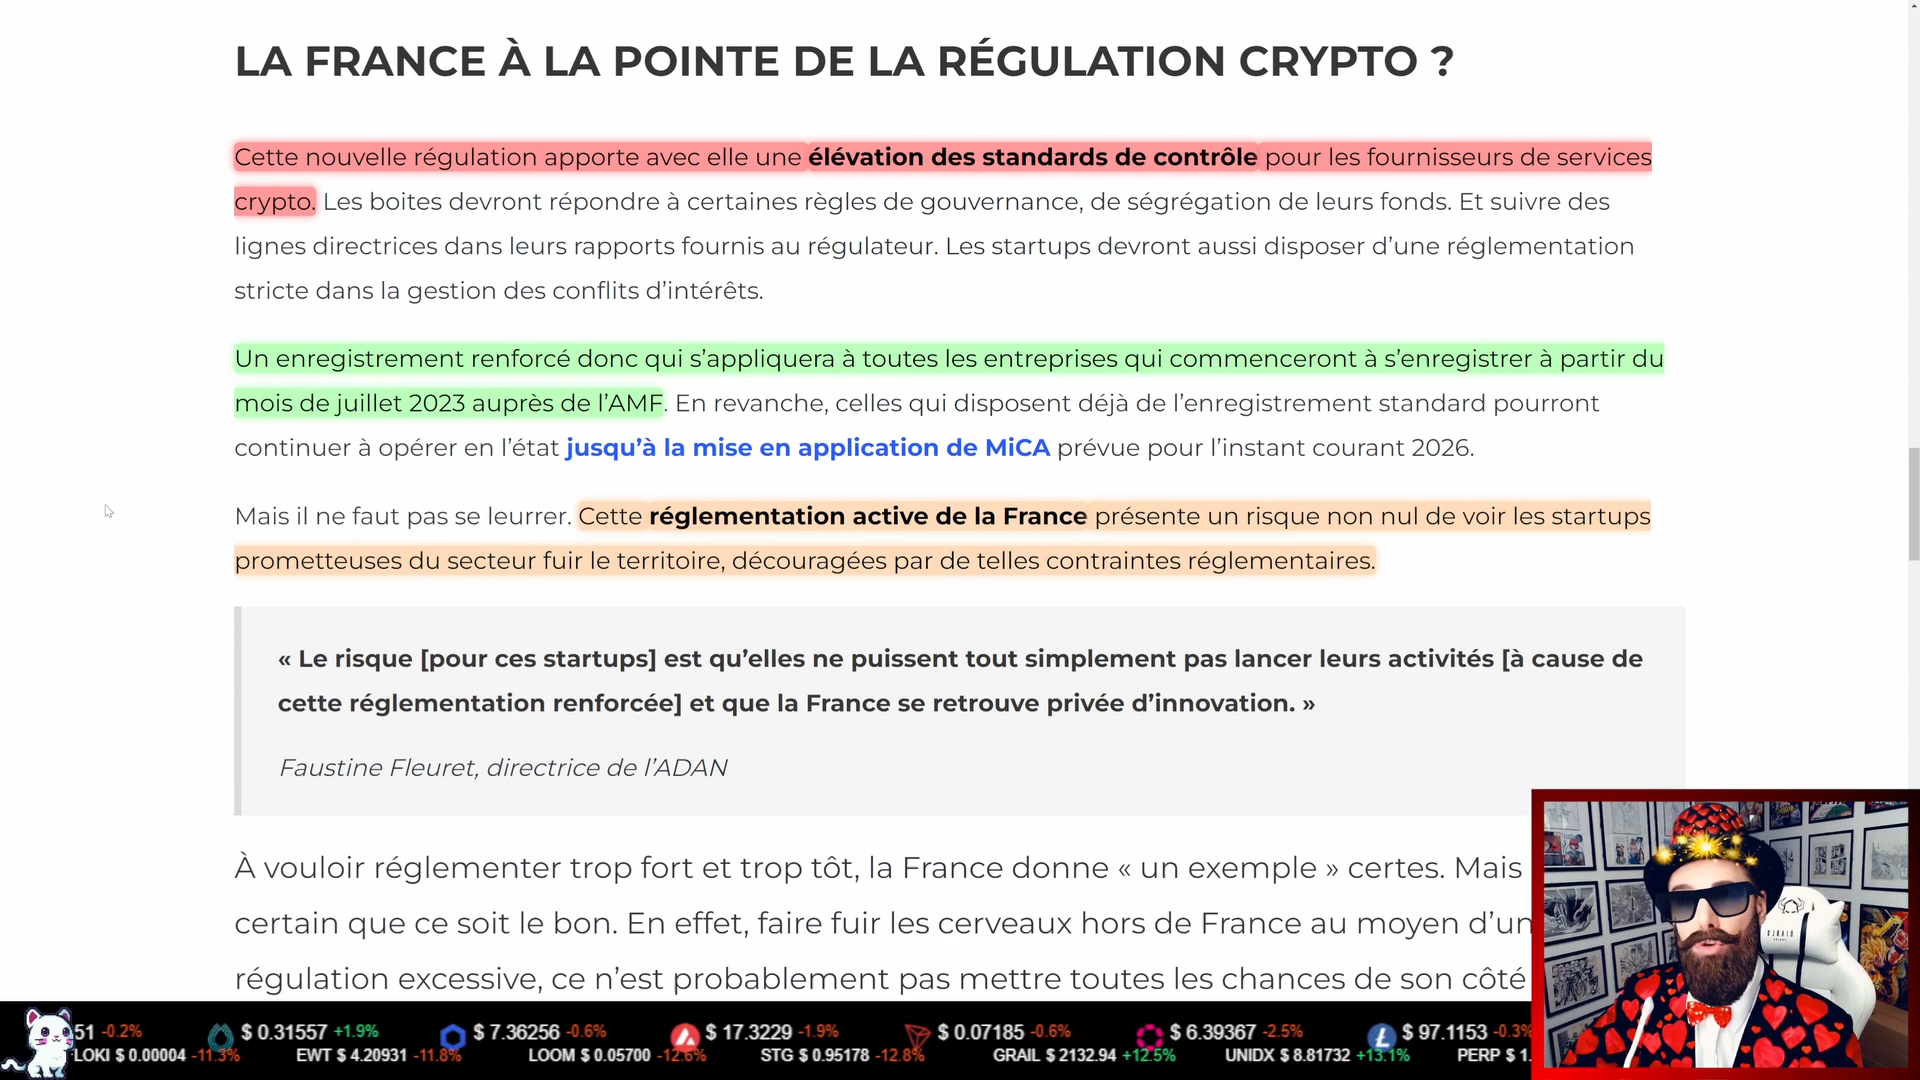 LA FRANCE À LA POINTE DE LA RÉGULATION CRYPTO ?
Cette nouvelle régulation apporte avec elle une élévation des standards de contrôle pour les fournisseurs de services
crypto. Les boites devront répondre à certaines règles de gouvernance, de ségrégation de leurs fonds. Et suivre des
lignes directrices dans leurs rapports fournis au régulateur. Les startups devront aussi disposer d’une réglementation
stricte dans la gestion des conflits d’intérêts.
Un enregistrement renforcé donc qui s’appliquera à toutes les entreprises qui commenceront à s’enregistrer à partir du
mois de juillet 2023 auprès de l’AMF. En revanche, celles qui disposent déjà de l’enregistrement standard pourront
continuer à opérer en l’état jusqu’à la mise en application de MiCA prévue pour l’instant courant 2026.
Mais il ne faut pas se leurrer. Cette réglementation active de la France présente un risque non nul de voir les startups
prometteuses du secteur fuir le territoire, découragées par de telles contraintes réglementaires.
« Le risque [pour ces startups] est qu’elles ne puissent tout simplement pas lancer leurs activités [à cause de
cette réglementation renforcée] et que la France se retrouve privée d’innovation. »
Faustine Fleuret, directrice de l’ADAN
À vouloir réglementer trop fort et trop tôt, la France donne « un exemple » certes. Mais
certain que ce soit le bon. En effet, faire fuir les cerveaux hors de France au moyen d’un
régulation excessive, ce n’est probablement pas mettre toutes les chances de son côté
51 -0.2% $ 0.31557 +1.9% $ 7.36256 -0.6% $ 17.3229 -1.9% $ 0.07185 -0.6% $ 6.39367 -2.5% $ 97.1153 -0.3%
LOKI $ 0.00004 -11.3% EWT $ 4.20931 -11.8% LOOM $ 0.05700 -12.6% STG $ 0.95178 -12.8% GRAIL $ 2132.94 +12.5% UNIDX $ 8.81732 +13.1% PERP $ 1.